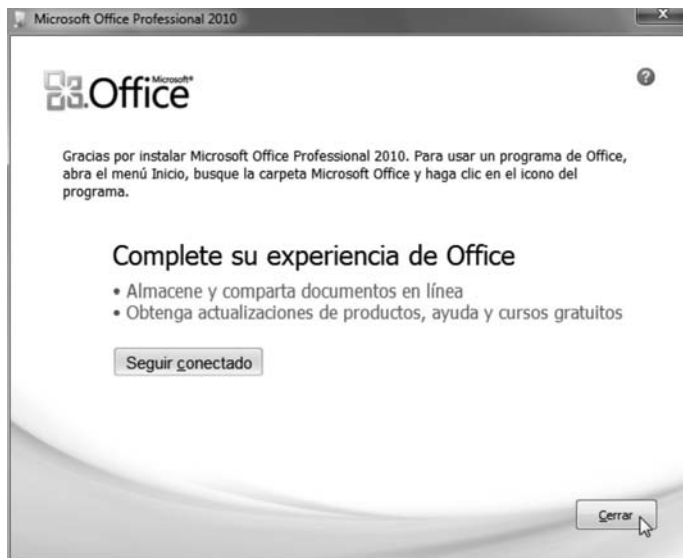 Microsoft Office Professional 2010
Microsoft®
Office
Gracias por instalar Microsoft Office Professional 2010. Para usar un programa de Office,
abra el menú Inicio, busque la carpeta Microsoft Office y haga clic en el icono del
programa.
Complete su experiencia de Office
• Almacene y comparta documentos en línea
• Obtenga actualizaciones de productos, ayuda y cursos gratuitos
Seguir conectado
Cerrar